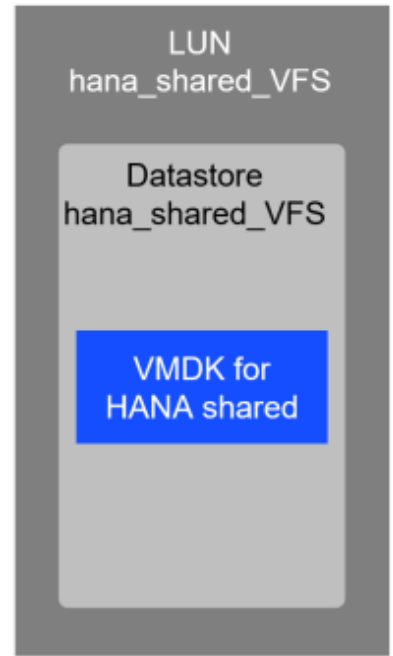 LUN
hana_shared_VFS
Datastore
hana_shared_VFS
VMDK for
HANA shared